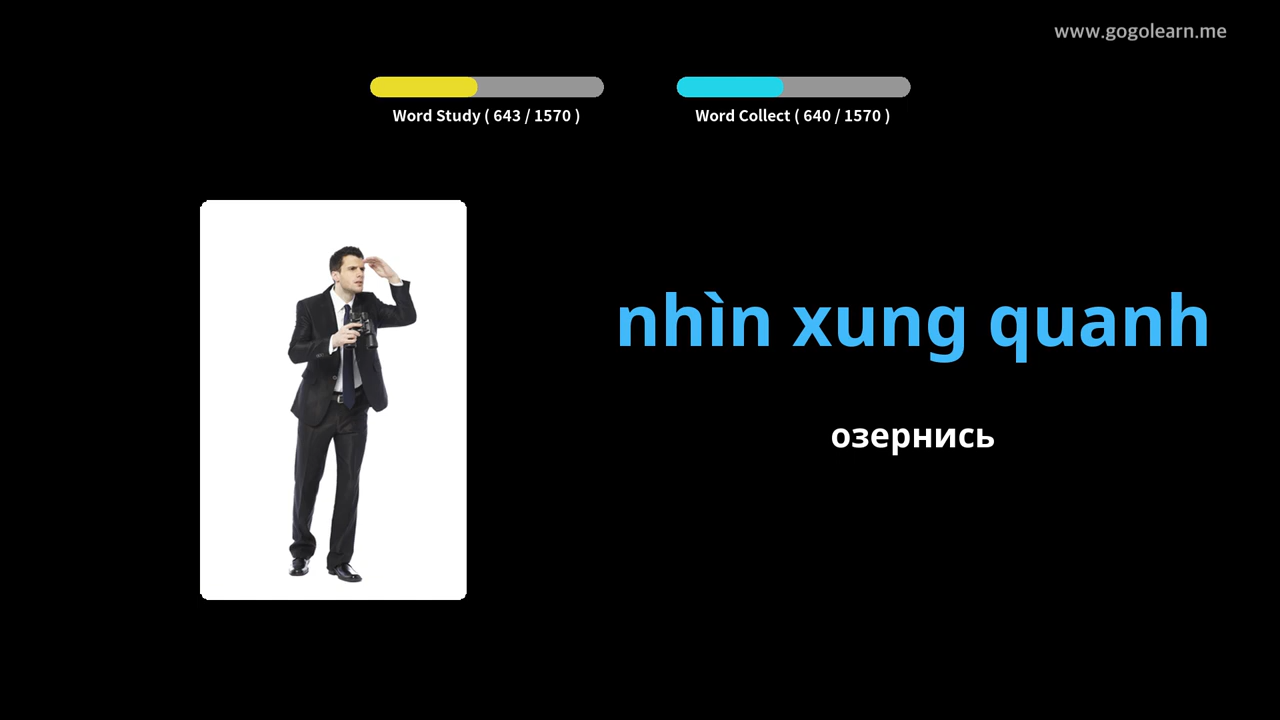 www.gogolearn.me
Word Study ( 643 / 1570 )
Word Collect ( 640 / 1570 )
nhìn xung quanh
озернись